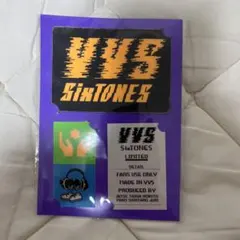 VVS
SixTONES
VVS
SixTONES
LIMITED
FANS USE ONLY
MADE IN VVS
PRODUCED BY